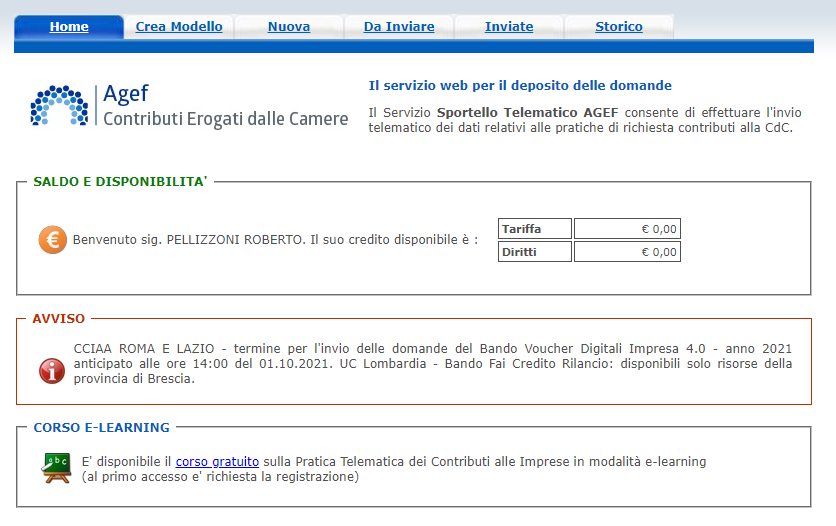 Home Crea Modello Nuova Da Inviare Inviate Storico
Agef
Contributi Erogati dalle Camere
Il servizio web per il deposito delle domande
Il Servizio Sportello Telematico AGEF consente di effettuare l'invio
telematico dei dati relativi alle pratiche di richiesta contributi alla CdC.
SALDO E DISPONIBILITA'
€
Benvenuto sig. PELLIZZONI ROBERTO. Il suo credito disponibile è :
Tariffa € 0,00
Diritti € 0,00
AVVISO
CCIAA ROMA E LAZIO - termine per l'invio delle domande del Bando Voucher Digitali Impresa 4.0 - anno 2021
anticipato alle ore 14:00 del 01.10.2021. UC Lombardia - Bando Fai Credito Rilancio: disponibili solo risorse della
provincia di Brescia.
i
CORSO E-LEARNING
abc
E' disponibile il corso gratuito sulla Pratica Telematica dei Contributi alle Imprese in modalità e-learning
(al primo accesso e' richiesta la registrazione)